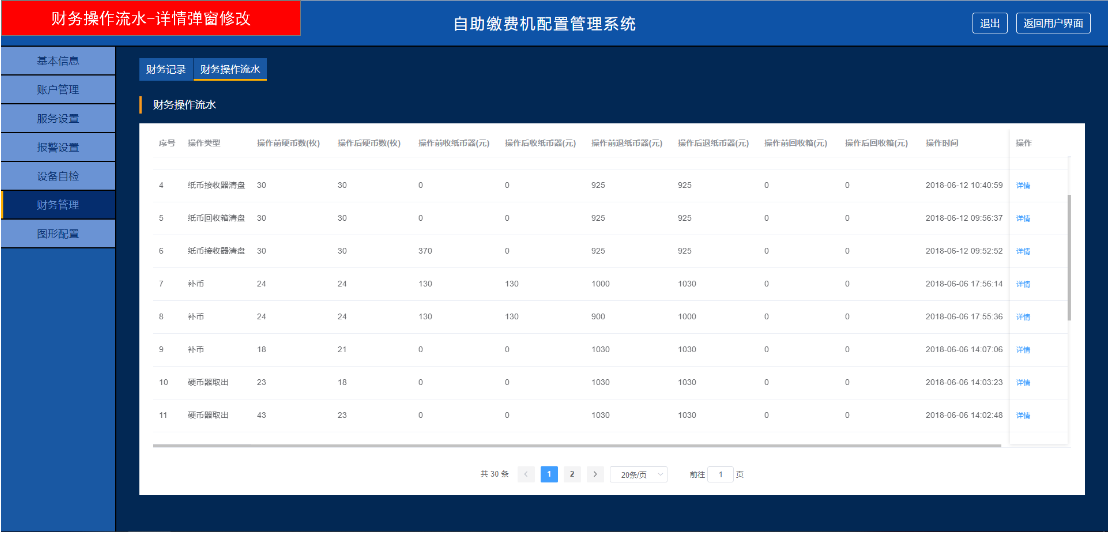 财务操作流水-详情弹窗修改
自助缴费机配置管理系统
退出 返回用户界面
基本信息
账户管理
服务设置
报警设置
设备自检
财务管理
图形配置
财务记录 财务操作流水
财务操作流水
序号 操作类型 操作前硬币数(枚) 操作后硬币数(枚) 操作前收纸币器(元) 操作后收纸币器(元) 操作前退纸币器(元) 操作后退纸币器(元) 操作前回收箱(元) 操作后回收箱(元) 操作时间 操作
4 纸币接收器清盘 30 30 0 0 925 925 0 0 2018-06-12 10:40:59 详情
5 纸币回收箱清盘 30 30 0 0 925 925 0 0 2018-06-12 09:56:37 详情
6 纸币接收器清盘 30 30 370 0 925 925 0 0 2018-06-12 09:52:52 详情
7 补币 24 24 130 130 1000 1030 0 0 2018-06-06 17:56:14 详情
8 补币 24 24 130 130 900 1000 0 0 2018-06-06 17:55:36 详情
9 补币 18 21 0 0 1030 1030 0 0 2018-06-06 14:07:06 详情
10 硬币器取出 23 18 0 0 1030 1030 0 0 2018-06-06 14:03:23 详情
11 硬币器取出 43 23 0 0 1030 1030 0 0 2018-06-06 14:02:48 详情
共 30 条 < 1 2 > 20条/页 前往 1 页